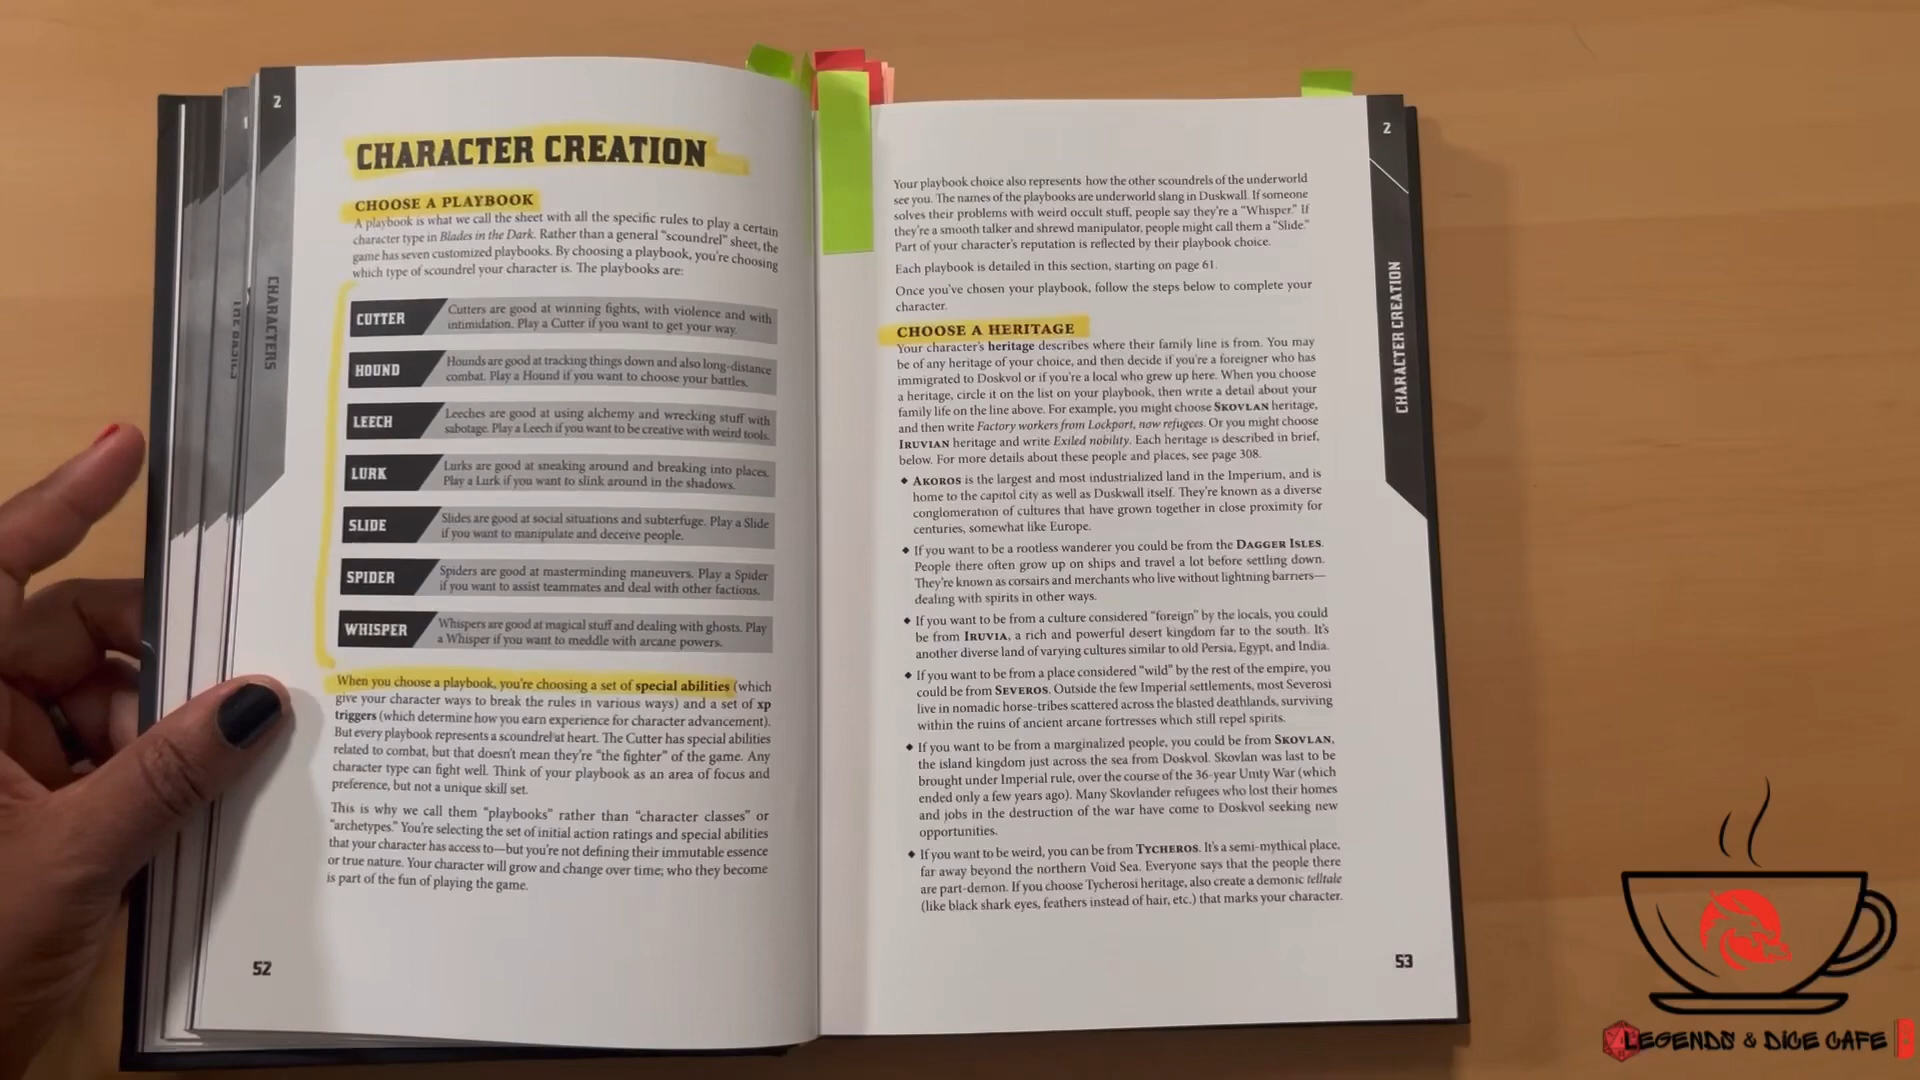 2
CHARACTERS
CHARACTER CREATION
CHOOSE A PLAYBOOK
A playbook is what we call the sheet with all the specific rules to play a certain
character type in Blades in the Dark. Rather than a general “scoundrel” sheet, the
game has seven customized playbooks. By choosing a playbook, you're choosing
which type of scoundrel your character is. The playbooks are:
CUTTER
Cutters are good at winning fights, with violence and with
intimidation. Play a Cutter if you want to get your way.
HOUND
Hounds are good at tracking things down and also long-distance
combat. Play a Hound if you want to choose your battles.
LEECH
Leeches are good at using alchemy and wrecking stuff with
sabotage. Play a Leech if you want to be creative with weird tools.
LURK
Lurks are good at sneaking around and breaking into places.
Play a Lurk if you want to slink around in the shadows.
SLIDE
Slides are good at social situations and subterfuge. Play a Slide
if you want to manipulate and deceive people.
SPIDER
Spiders are good at masterminding maneuvers. Play a Spider
if you want to assist teammates and deal with other factions.
WHISPER
Whispers are good at magical stuff and dealing with ghosts. Play
a Whisper if you want to meddle with arcane powers.
When you choose a playbook, you're choosing a set of special abilities (which
give your character ways to break the rules in various ways) and a set of xp
triggers (which determine how you earn experience for character advancement).
But every playbook represents a scoundrel at heart. The Cutter has special abilities
related to combat, but that doesn't mean they're “the fighter” of the game. Any
character type can fight well. Think of your playbook as an area of focus and
preference, but not a unique skill set.
This is why we call them “playbooks” rather than “character classes” or
“archetypes.” You're selecting the set of initial action ratings and special abilities
that your character has access to—but you're not defining their immutable essence
or true nature. Your character will grow and change over time; who they become
is part of the fun of playing the game.
52
2
CHARACTER CREATION
Your playbook choice also represents how the other scoundrels of the underworld
see you. The names of the playbooks are underworld slang in Duskwall. If someone
solves their problems with weird occult stuff, people say they're a “Whisper.” If
they're a smooth talker and shrewd manipulator, people might call them a “Slide.”
Part of your character's reputation is reflected by their playbook choice.
Each playbook is detailed in this section, starting on page 61.
Once you've chosen your playbook, follow the steps below to complete your
character.
CHOOSE A HERITAGE
Your character's heritage describes where their family line is from. You may
be of any heritage of your choice, and then decide if you're a foreigner who has
immigrated to Doskvol or if you're a local who grew up here. When you choose
a heritage, circle it on the list on your playbook, then write a detail about your
family life on the line above. For example, you might choose SKOVLAN heritage,
and then write Factory workers from Lockport, now refugees. Or you might choose
IRUVIAN heritage and write Exiled nobility. Each heritage is described in brief,
below. For more details about these people and places, see page 308.
◆ AKOROS is the largest and most industrialized land in the Imperium, and is
home to the capitol city as well as Duskwall itself. They're known as a diverse
conglomeration of cultures that have grown together in close proximity for
centuries, somewhat like Europe.
◆ If you want to be a rootless wanderer you could be from the DAGGER ISLES.
People there often grow up on ships and travel a lot before settling down.
They're known as corsairs and merchants who live without lightning barriers—
dealing with spirits in other ways.
◆ If you want to be from a culture considered “foreign” by the locals, you could
be from IRUVIA, a rich and powerful desert kingdom far to the south. It's
another diverse land of varying cultures similar to old Persia, Egypt, and India.
◆ If you want to be from a place considered “wild” by the rest of the empire, you
could be from SEVEROS. Outside the few Imperial settlements, most Severosi
live in nomadic horse-tribes scattered across the blasted deathlands, surviving
within the ruins of ancient arcane fortresses which still repel spirits.
◆ If you want to be from a marginalized people, you could be from SKOVLAN,
the island kingdom just across the sea from Doskvol. Skovlan was last to be
brought under Imperial rule, over the course of the 36-year Unity War (which
ended only a few years ago). Many Skovlander refugees who lost their homes
and jobs in the destruction of the war have come to Doskvol seeking new
opportunities.
◆ If you want to be weird, you can be from TYCHEROS. It's a semi-mythical place,
far away beyond the northern Void Sea. Everyone says that the people there
are part-demon. If you choose Tycherosi heritage, also create a demonic telltale
(like black shark eyes, feathers instead of hair, etc.) that marks your character.
53
LEGENDS & DICE CAFE